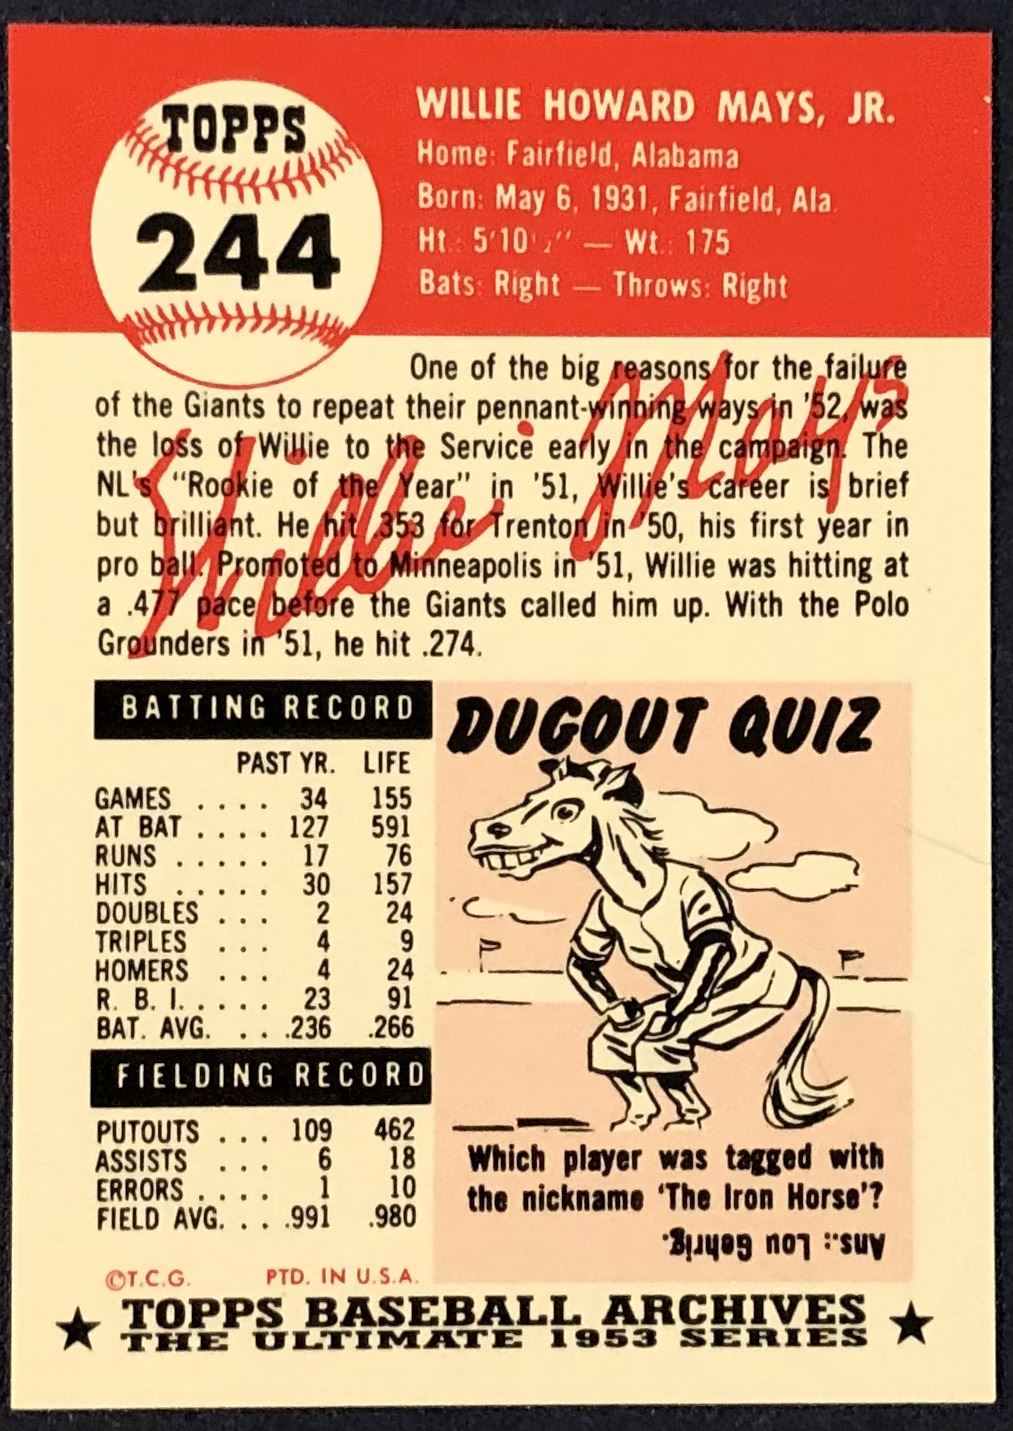 TOPPS
244
WILLIE HOWARD MAYS, JR.
Home: Fairfield, Alabama
Born: May 6, 1931, Fairfield, Ala.
Ht.: 5'10½" — Wt.: 175
Bats: Right — Throws: Right
One of the big reasons for the failure
of the Giants to repeat their pennant-winning ways in '52, was
the loss of Willie to the Service early in the campaign. The
NL's "Rookie of the Year" in '51, Willie's career is brief
but brilliant. He hit .353 for Trenton in '50, his first year in
pro ball. Promoted to Minneapolis in '51, Willie was hitting at
a .477 pace before the Giants called him up. With the Polo
Grounders in '51, he hit .274.
Willie Mays
BATTING RECORD
PAST YR. LIFE
GAMES .... 34 155
AT BAT .... 127 591
RUNS ..... 17 76
HITS ..... 30 157
DOUBLES ... 2 24
TRIPLES ... 4 9
HOMERS ... 4 24
R. B. I. .... 23 91
BAT. AVG. ... .236 .266
FIELDING RECORD
PUTOUTS ... 109 462
ASSISTS ... 6 18
ERRORS .... 1 10
FIELD AVG. ... .991 .980
DUGOUT QUIZ
Which player was tagged with
the nickname 'The Iron Horse'?
Ans.: Lou Gehrig.
©T.C.G. PTD. IN U.S.A.
★ TOPPS BASEBALL ARCHIVES ★
THE ULTIMATE 1953 SERIES